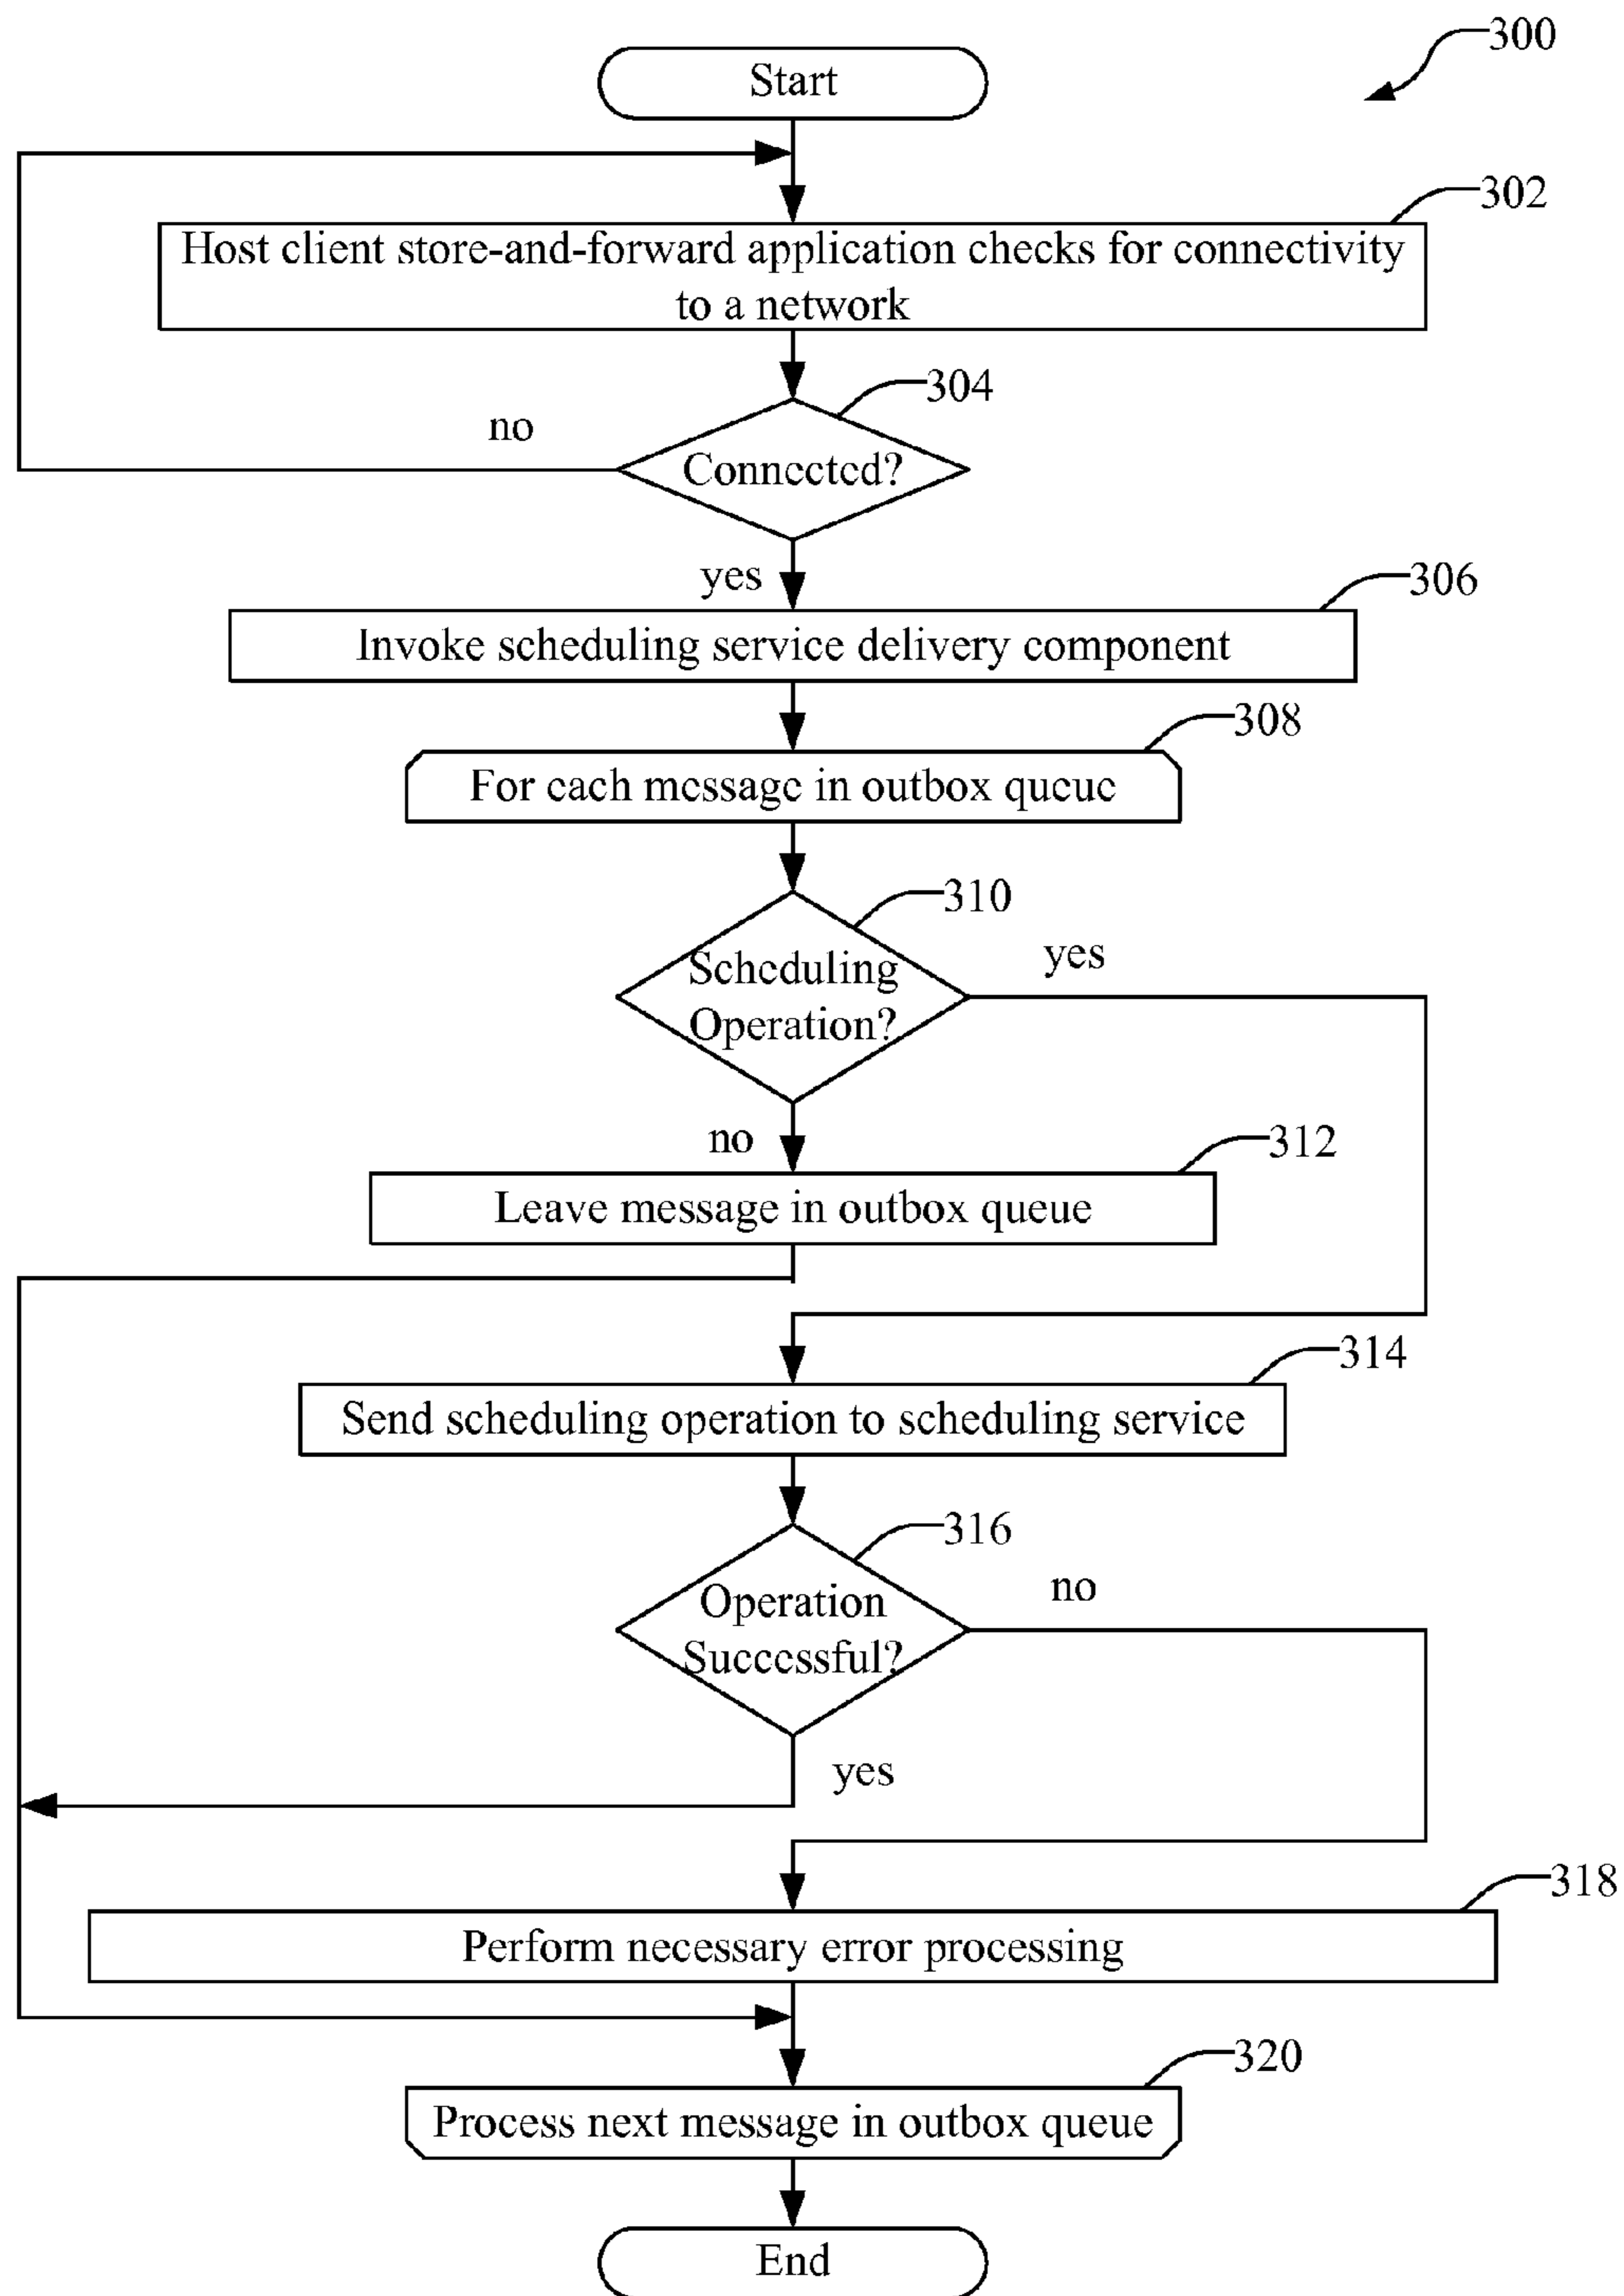 300
Start
302
Host client store-and-forward application checks for connectivity
to a network
304
no
Connected?
yes
306
Invoke scheduling service delivery component
308
For each message in outbox queue
310
yes
Scheduling
Operation?
no
312
Leave message in outbox queue
314
Send scheduling operation to scheduling service
316
no
Operation
Successful?
yes
318
Perform necessary error processing
320
Process next message in outbox queue
End